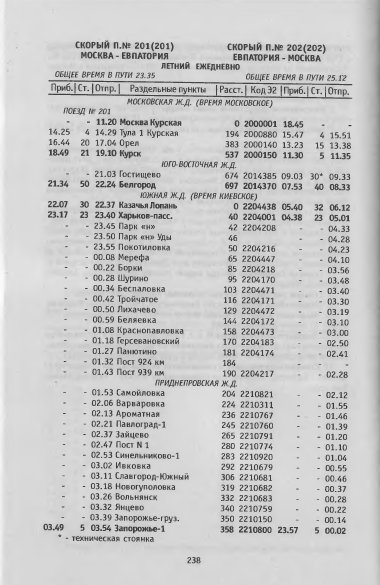 СКОРЫЙ П.№ 201(201) СКОРЫЙ П.№ 202(202)
МОСКВА - ЕВПАТОРИЯ ЕВПАТОРИЯ - МОСКВА
ЛЕТНИЙ ЕЖЕДНЕВНО
ОБЩЕЕ ВРЕМЯ В ПУТИ 23.35 ОБЩЕЕ ВРЕМЯ В ПУТИ 25.12
Приб. Ст. Отпр. Раздельные пункты Расст. Код Э2 Приб. Ст. Отпр.
МОСКОВСКАЯ Ж.Д. (ВРЕМЯ МОСКОВСКОЕ)
ПОЕЗД № 201
- - 11.20 Москва Курская 0 2000001 18.45 - -
14.25 4 14.29 Тула 1 Курская 194 2000880 15.47 4 15.51
16.44 20 17.04 Орел 383 2000140 13.23 15 13.38
18.49 21 19.10 Курск 537 2000150 11.30 5 11.35
ЮГО-ВОСТОЧНАЯ Ж.Д.
- - 21.03 Гостищево 674 2014385 09.03 30* 09.33
21.34 50 22.24 Белгород 697 2014370 07.53 40 08.33
ЮЖНАЯ Ж.Д. (ВРЕМЯ КИЕВСКОЕ)
22.07 30 22.37 Казачья Лопань 0 2204438 05.40 32 06.12
23.17 23 23.40 Харьков-пасс. 40 2204001 04.38 23 05.01
- - 23.45 Парк «н» 42 2204208 - - 04.33
- - 23.50 Парк «н» Уды 46 - - 04.28
- - 23.55 Покотиловка 50 2204216 - - 04.23
- - 00.08 Мерефа 65 2204447 - - 04.10
- - 00.22 Борки 85 2204218 - - 03.56
- - 00.28 Шурино 95 2204170 - - 03.48
- - 00.34 Беспаловка 103 2204471 - - 03.40
- - 00.42 Тройчатое 116 2204171 - - 03.30
- - 00.50 Лихачево 129 2204472 - - 03.19
- - 00.59 Беляевка 144 2204172 - - 03.10
- - 01.08 Краснопавловка 158 2204473 - - 03.00
- - 01.18 Герсевановский 170 2204183 - - 02.50
- - 01.27 Панютино 181 2204174 - - 02.41
- - 01.32 Пост 924 км 184 - -
- - 01.43 Пост 939 км 190 2204217 - - 02.28
ПРИДНЕПРОВСКАЯ Ж.Д.
- - 01.53 Самойловка 204 2210821 - - 02.12
- - 02.06 Варваровка 224 2210311 - - 01.55
- - 02.13 Ароматная 236 2210767 - - 01.46
- - 02.21 Павлоград-1 245 2210760 - - 01.39
- - 02.37 Зайцево 265 2210791 - - 01.20
- - 02.47 Пост N 1 280 2210774 - - 01.10
- - 02.53 Синельниково-1 283 2210920 - - 01.04
- - 03.02 Ивковка 292 2210679 - - 00.55
- - 03.11 Славгород-Южный 306 2210681 - - 00.46
- - 03.18 Новогуполовка 319 2210682 - - 00.37
- - 03.26 Вольнянск 332 2210683 - - 00.28
- - 03.32 Янцево 340 2210759 - - 00.22
- - 03.39 Запорожье-груз. 350 2210150 - - 00.14
03.49 5 03.54 Запорожье-1 358 2210800 23.57 5 00.02
* - техническая стоянка
238